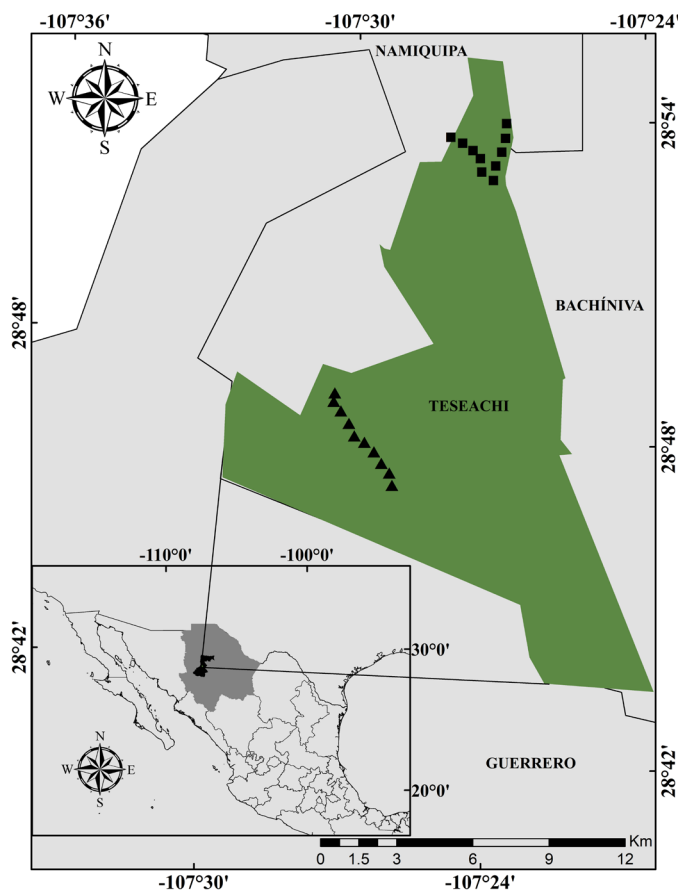 -107°36' -107°30' -107°24'
NAMIQUIPA
N
W E
S
28°54'
BACHÍNIVA
28°48'
TESEACHI
28°48'
-110°0' -100°0'
28°42'
30°0'
N
W E
S
GUERRERO
28°42'
20°0'
Km
0 1.5 3 6 9 12
-107°30' -107°24'